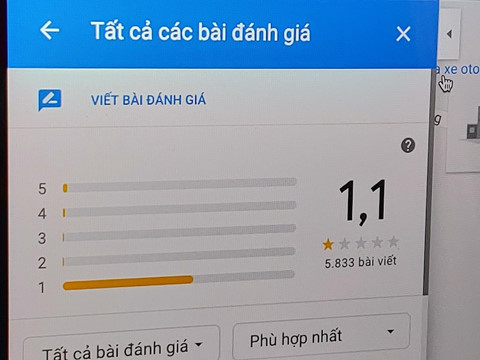 Tất cả các bài đánh giá
VIẾT BÀI ĐÁNH GIÁ
a xe oto
g
5
4
3
2
1
1,1
5.833 bài viết
Tất cả bài đánh giá
Phù hợp nhất